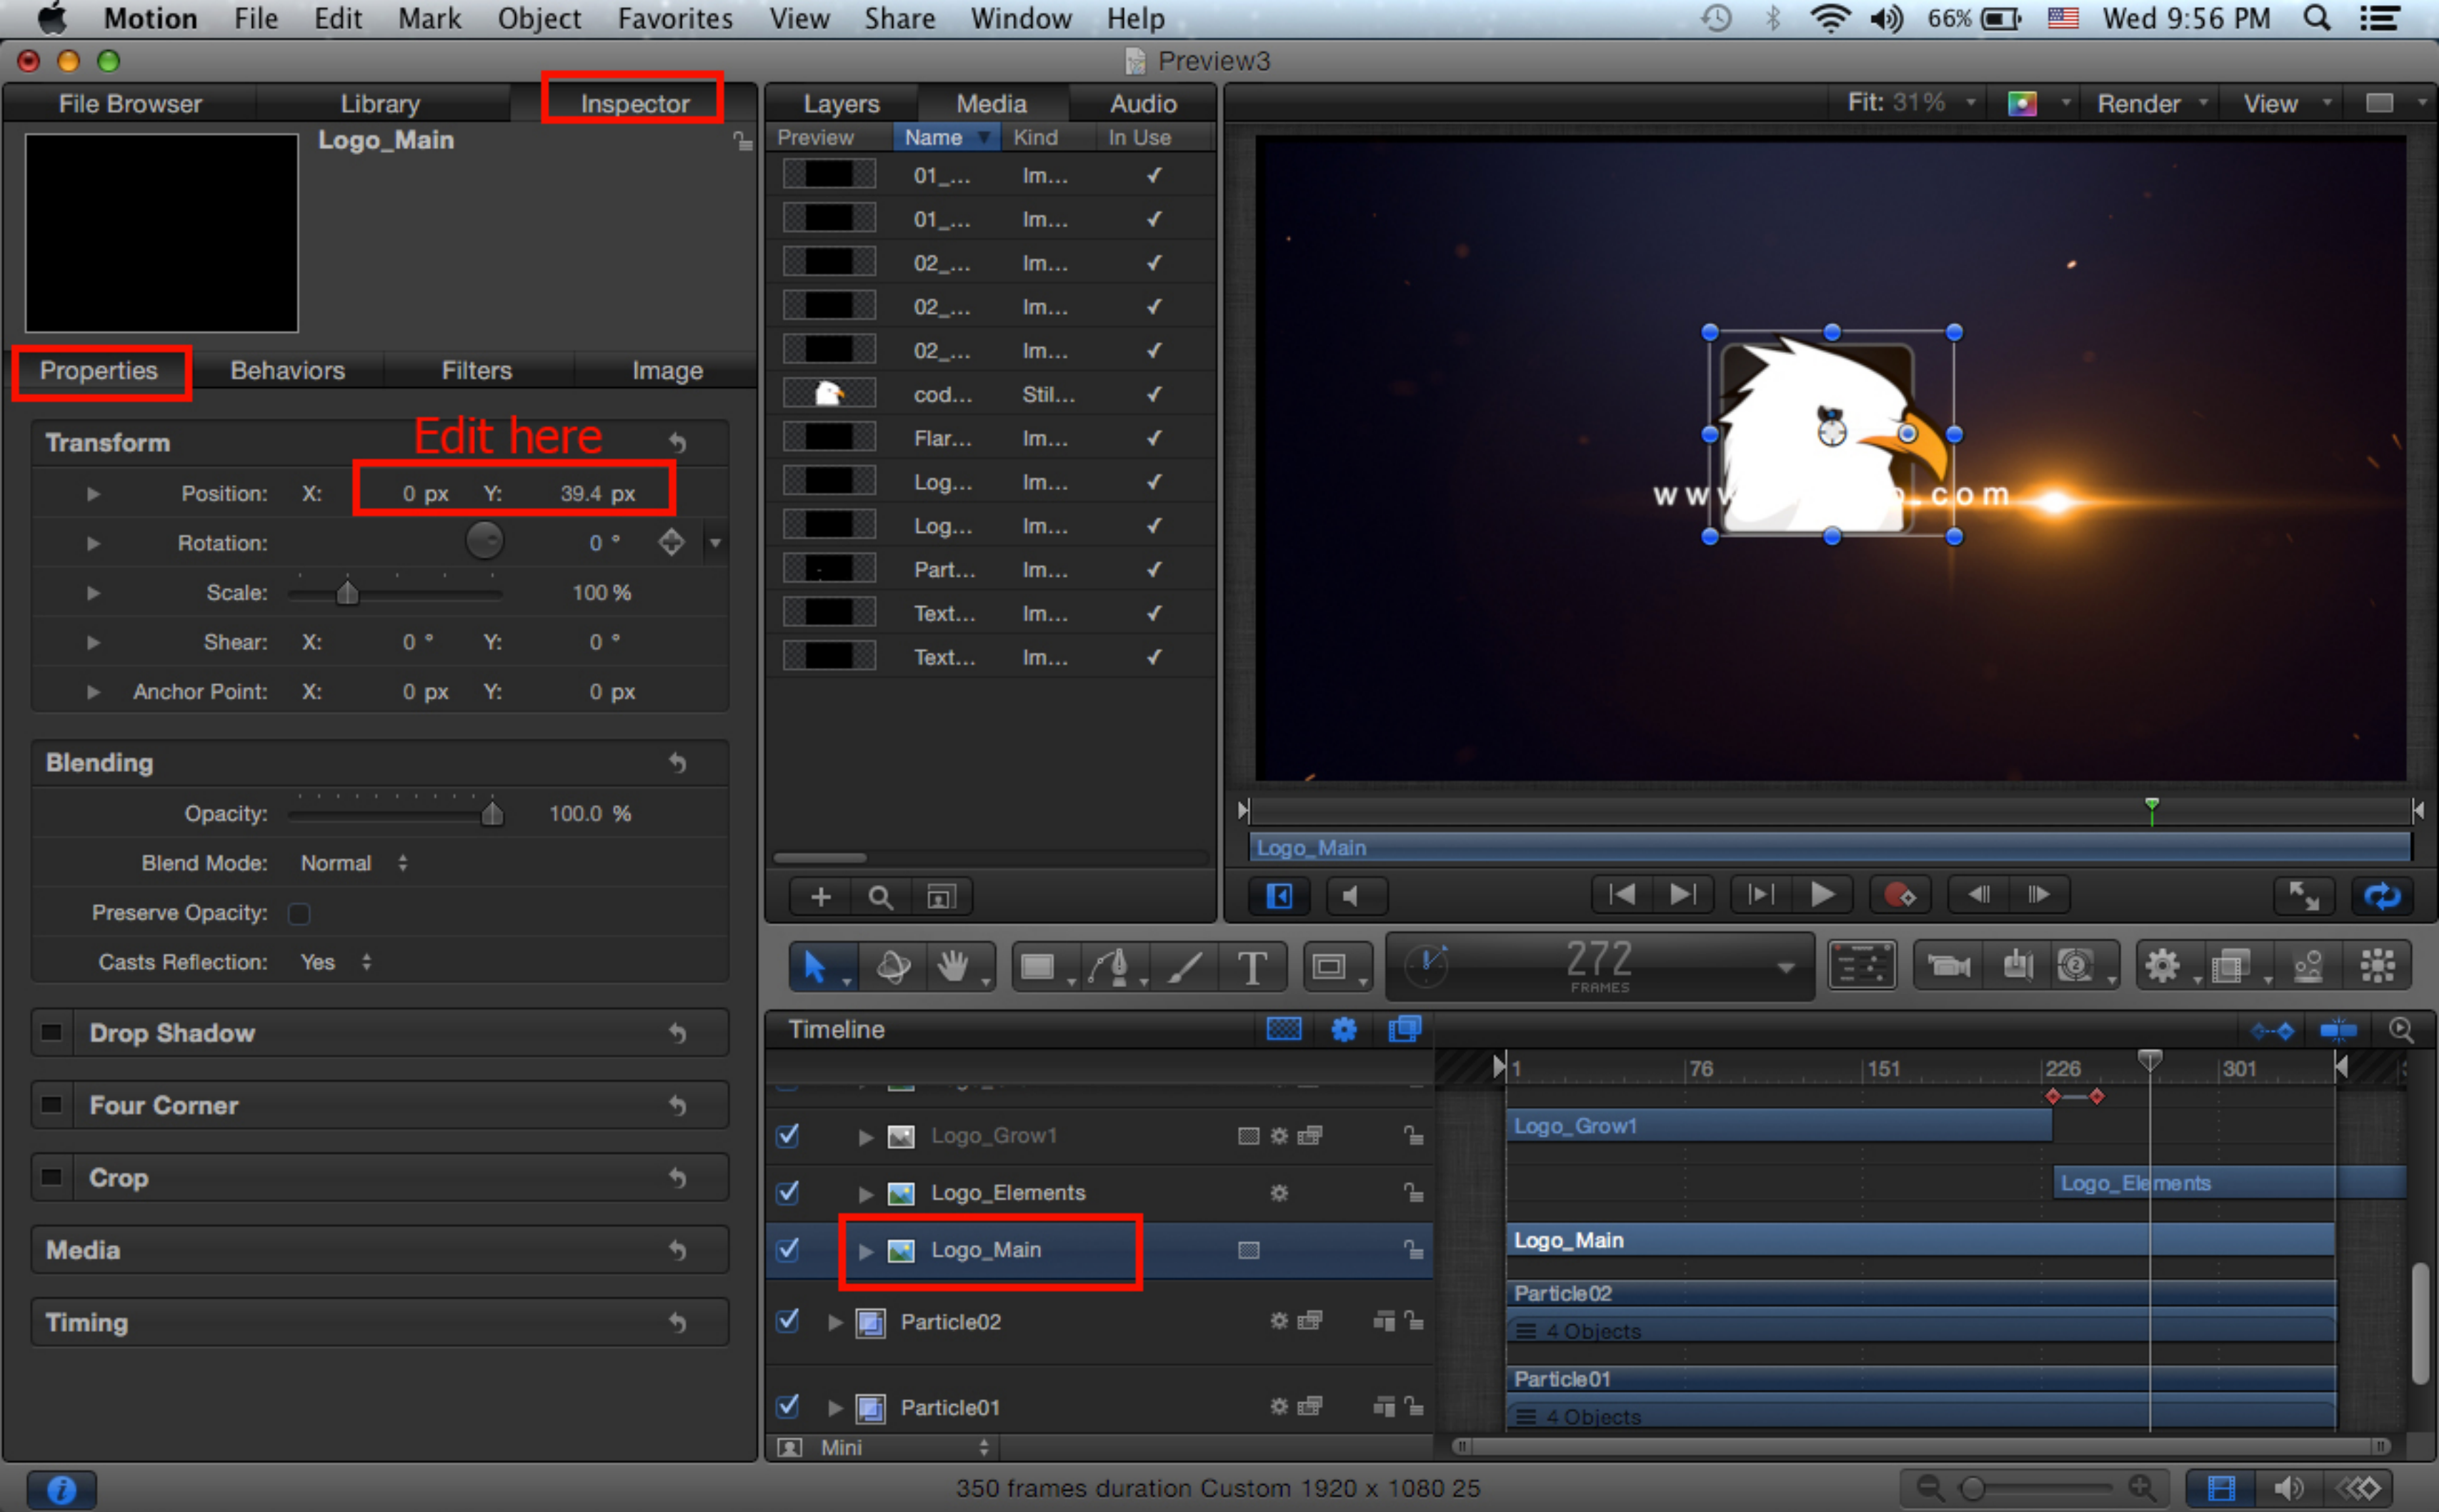 Motion File Edit Mark Object Favorites View Share Window Help 66% Wed 9:56 PM
Preview3
File Browser Library Inspector
Logo_Main
Properties Behaviors Filters Image
Edit here
Transform
Position: X: 0 px Y: 39.4 px
Rotation: 0 °
Scale: 100 %
Shear: X: 0 ° Y: 0 °
Anchor Point: X: 0 px Y: 0 px
Blending
Opacity: 100.0 %
Blend Mode: Normal
Preserve Opacity:
Casts Reflection: Yes
Drop Shadow
Four Corner
Crop
Media
Timing
Layers Media Audio
Preview Name Kind In Use
01_... Im...
01_... Im...
02_... Im...
02_... Im...
02_... Im...
cod... Stil...
Flar... Im...
Log... Im...
Log... Im...
Part... Im...
Text... Im...
Text... Im...
Fit: 31% Render View
Logo_Main
272
FRAMES
Timeline
1 76 151 226 301
Logo_Grow1
Logo_Grow1
Logo_Elements
Logo_Elements
Logo_Main
Logo_Main
Particle02
Particle02
4 Objects
Particle01
Particle01
4 Objects
Mini
350 frames duration Custom 1920 x 1080 25